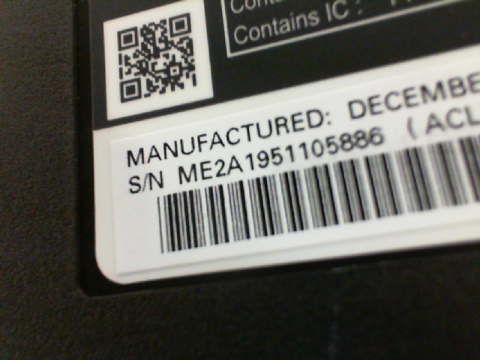 Contains IC :
MANUFACTURED: DECEMBE
S/N ME2A1951105886 (ACL